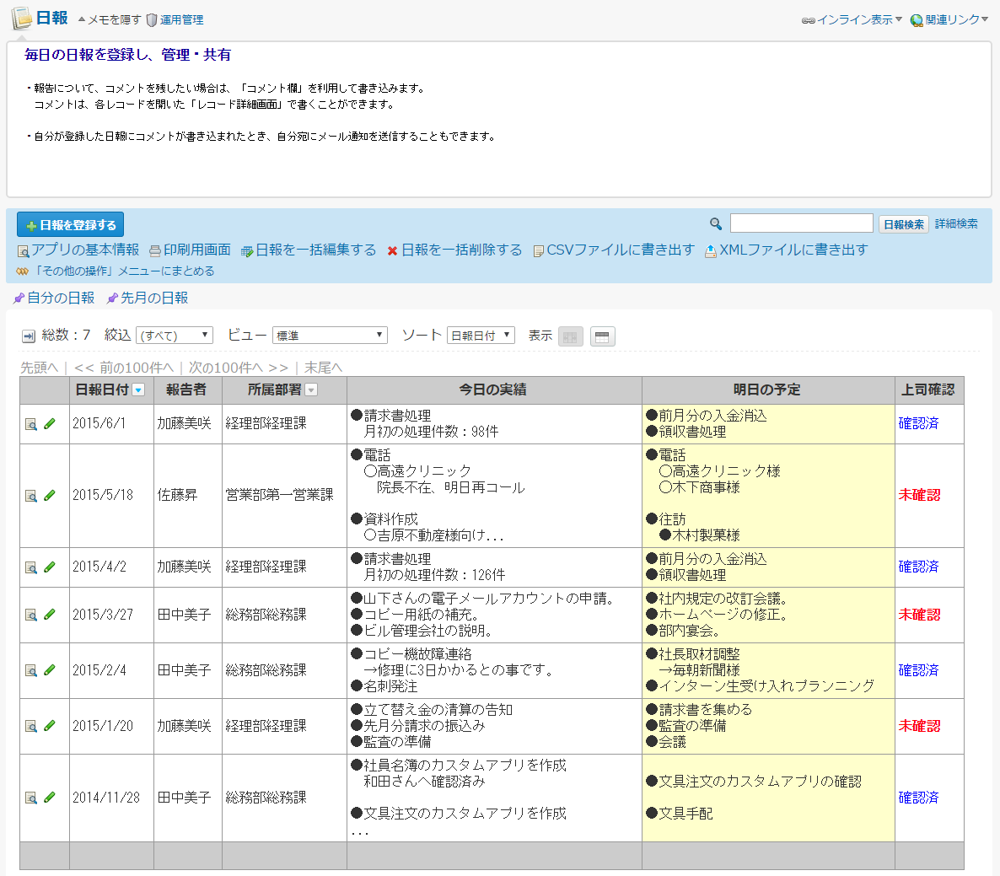 日報 メモを隠す 運用管理 インライン表示 関連リンク
毎日の日報を登録し、管理・共有
・報告について、コメントを残したい場合は、「コメント欄」を利用して書き込みます。
コメントは、各レコードを開いた「レコード詳細画面」で書くことができます。
・自分が登録した日報にコメントが書き込まれたとき、自分宛にメール通知を送信することもできます。
日報を登録する 日報検索 詳細検索
アプリの基本情報 印刷用画面 日報を一括編集する 日報を一括削除する CSVファイルに書き出す XMLファイルに書き出す
「その他の操作」メニューにまとめる
自分の日報 先月の日報
総数：7 絞込 (すべて) ビュー 標準 ソート 日報日付 表示
先頭へ | << 前の100件へ | 次の100件へ >> | 末尾へ
日報日付 報告者 所属部署 今日の実績 明日の予定 上司確認
2015/6/1 加藤美咲 経理部経理課
●請求書処理
月初の処理件数：98件
●前月分の入金消込
●領収書処理
確認済
2015/5/18 佐藤昇 営業部第一営業課
●電話
○高遠クリニック
院長不在、明日再コール
●資料作成
○吉原不動産様向け...
●電話
○高遠クリニック様
○木下商事様
●往訪
●木村製菓様
未確認
2015/4/2 加藤美咲 経理部経理課
●請求書処理
月初の処理件数：126件
●前月分の入金消込
●領収書処理
確認済
2015/3/27 田中美子 総務部総務課
●山下さんの電子メールアカウントの申請。
●コピー用紙の補充。
●ビル管理会社の説明。
●社内規定の改訂会議。
●ホームページの修正。
●部内宴会。
未確認
2015/2/4 田中美子 総務部総務課
●コピー機故障連絡
→修理に3日かかるとの事です。
●名刺発注
●社長取材調整
→毎朝新聞様
●インターン生受け入れプランニング
確認済
2015/1/20 加藤美咲 経理部経理課
●立て替え金の清算の告知
●先月分請求の振込み
●監査の準備
●請求書を集める
●監査の準備
●会議
未確認
2014/11/28 田中美子 総務部総務課
●社員名簿のカスタムアプリを作成
和田さんへ確認済み
●文具注文のカスタムアプリを作成
...
●文具注文のカスタムアプリの確認
●文具手配
確認済